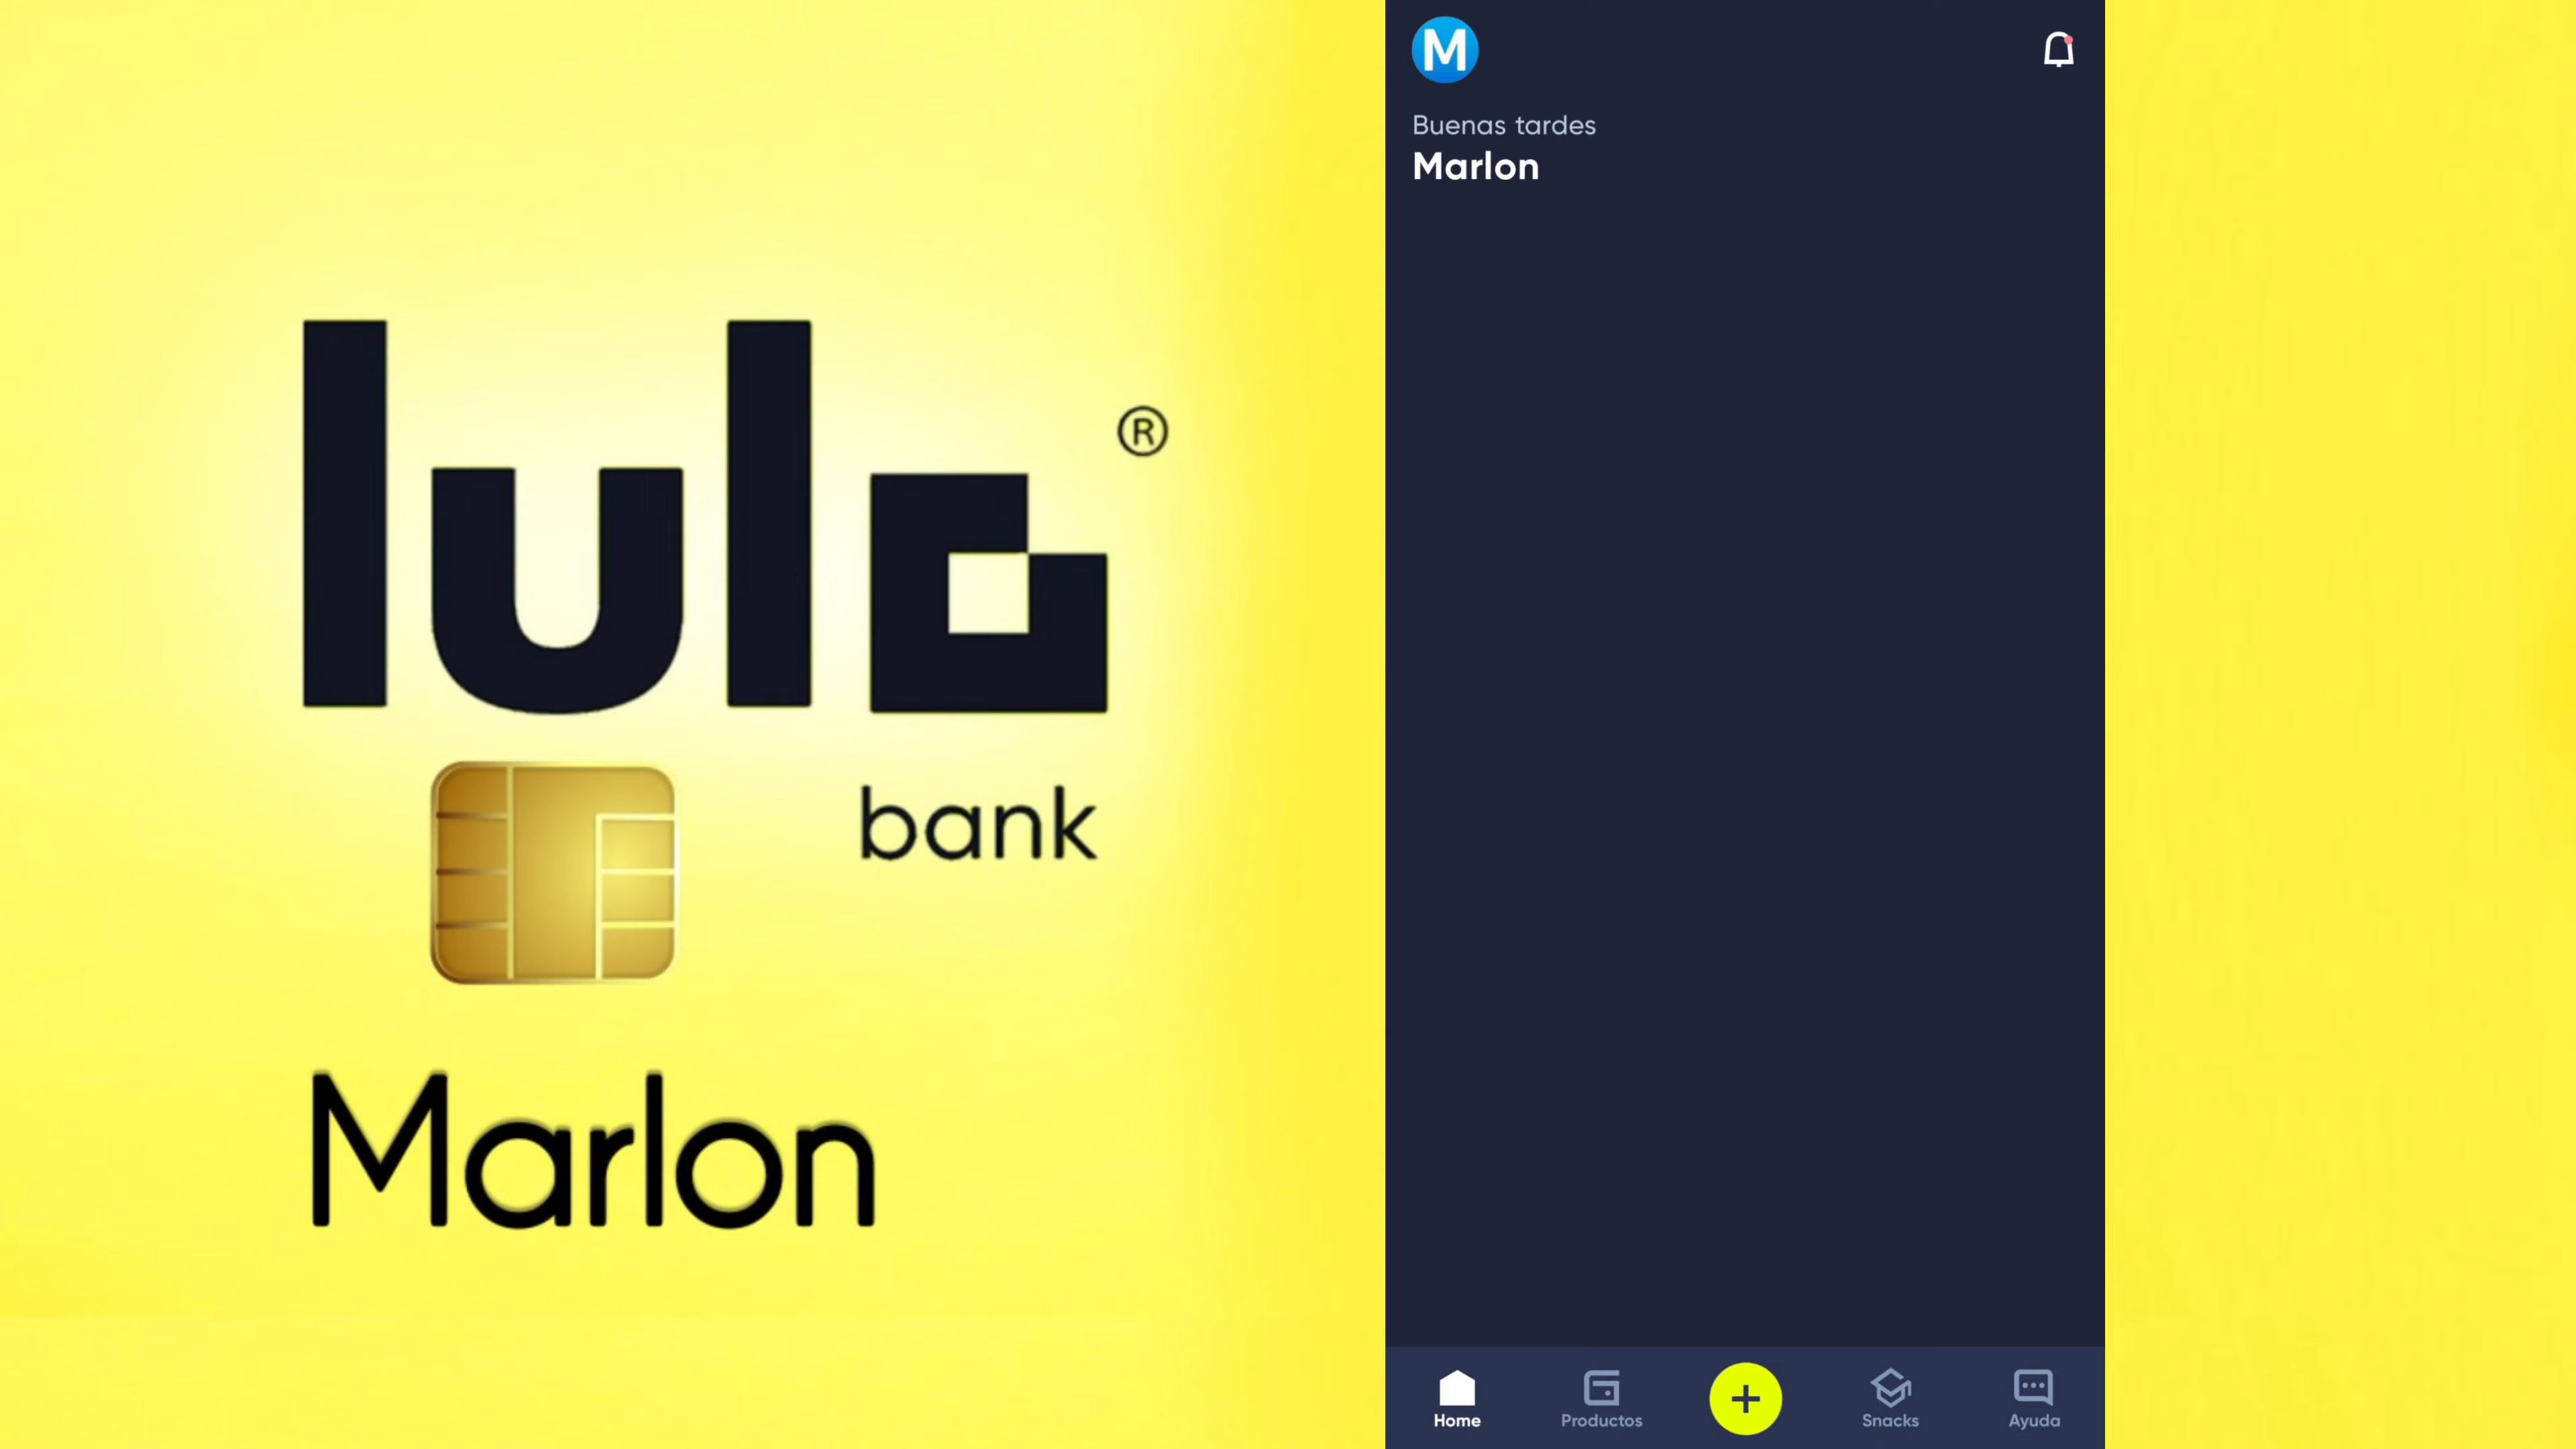 lulo®
bank
Marlon
M
Buenas tardes
Marlon
Home
Productos
+
Snacks
Ayuda